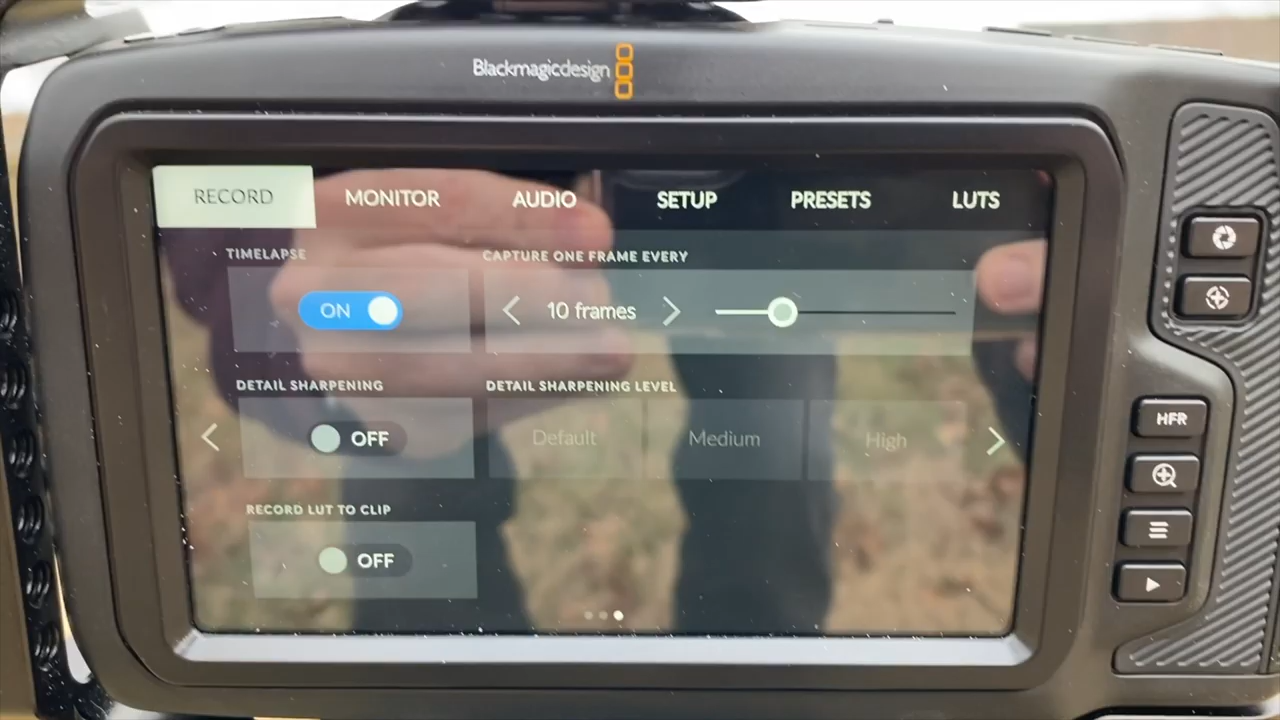 Blackmagicdesign
RECORD MONITOR AUDIO SETUP PRESETS LUTS
TIMELAPSE CAPTURE ONE FRAME EVERY
ON 10 frames
DETAIL SHARPENING DETAIL SHARPENING LEVEL
OFF Default Medium High
RECORD LUT TO CLIP
OFF
HFR